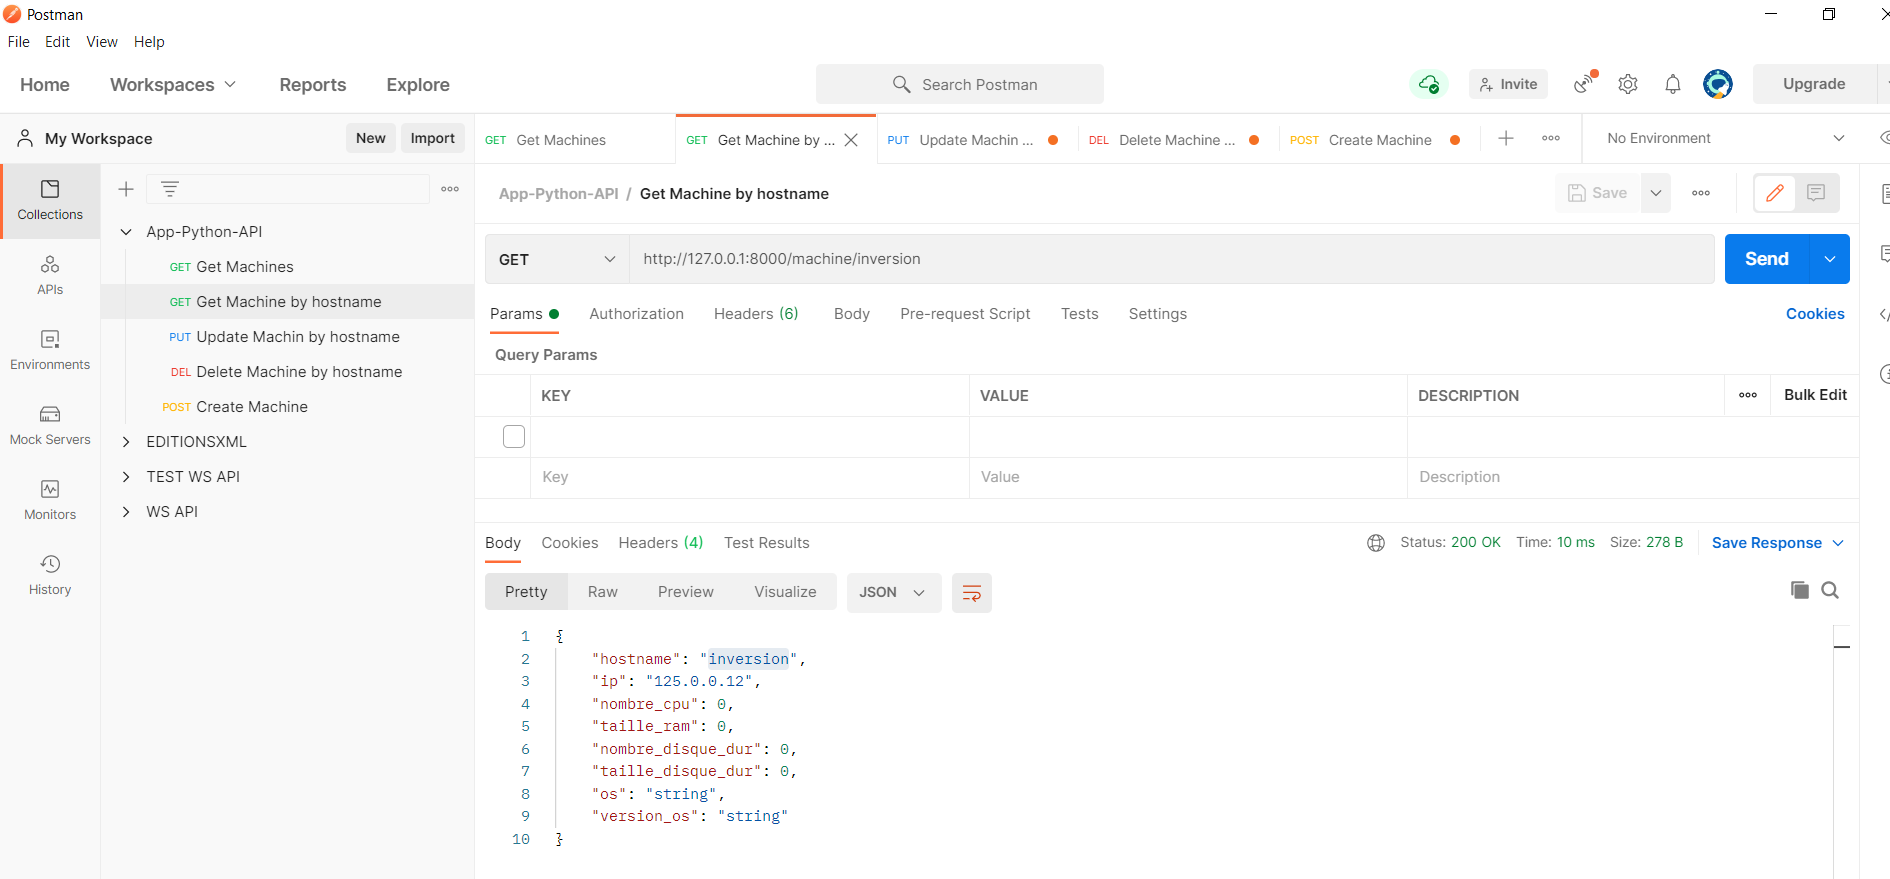 Postman
File Edit View Help
Home Workspaces Reports Explore Search Postman Invite Upgrade
My Workspace New Import
GET Get Machines GET Get Machine by ... PUT Update Machin ... DEL Delete Machine ... POST Create Machine No Environment
Collections
APIs
Environments
Mock Servers
Monitors
History
App-Python-API
GET Get Machines
GET Get Machine by hostname
PUT Update Machin by hostname
DEL Delete Machine by hostname
POST Create Machine
EDITIONSXML
TEST WS API
WS API
App-Python-API / Get Machine by hostname Save
GET http://127.0.0.1:8000/machine/inversion Send
Params Authorization Headers (6) Body Pre-request Script Tests Settings Cookies
Query Params
KEY VALUE DESCRIPTION Bulk Edit
Key Value Description
Body Cookies Headers (4) Test Results Status: 200 OK Time: 10 ms Size: 278 B Save Response
Pretty Raw Preview Visualize JSON
1 {
2 "hostname": "inversion",
3 "ip": "125.0.0.12",
4 "nombre_cpu": 0,
5 "taille_ram": 0,
6 "nombre_disque_dur": 0,
7 "taille_disque_dur": 0,
8 "os": "string",
9 "version_os": "string"
10 }